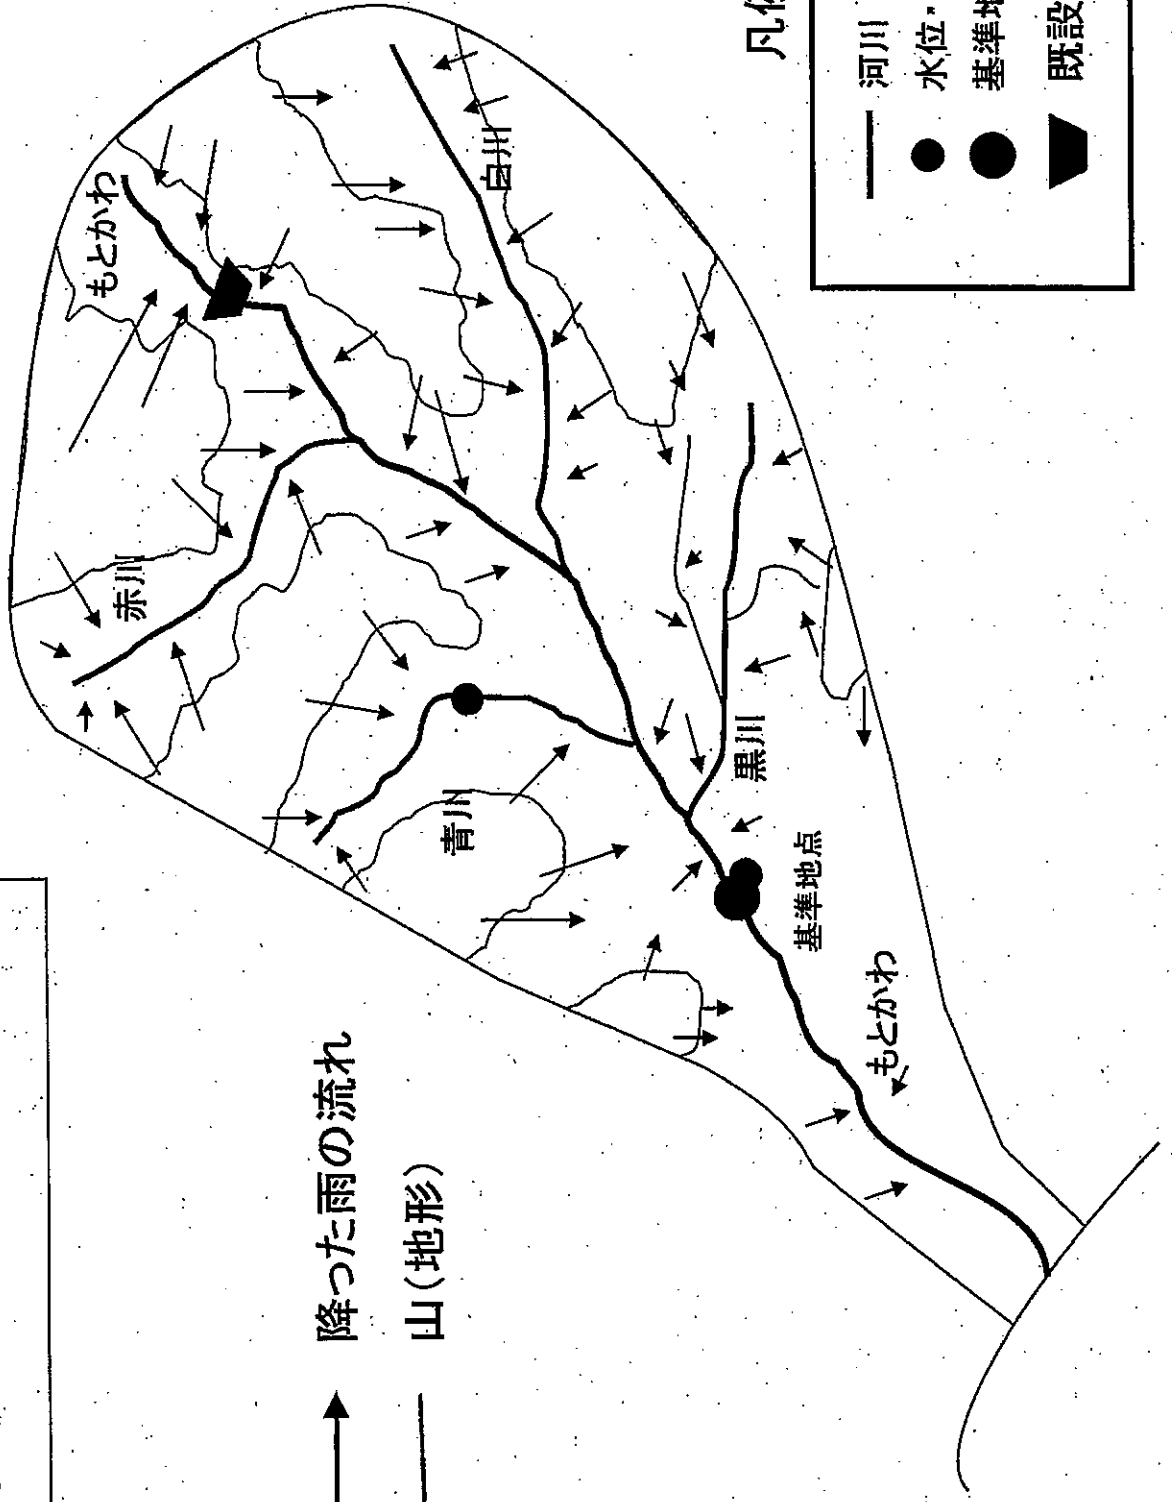 もとかわ
赤川
白川
青川
黒川
基準地点
もとかわ
降った雨の流れ
山(地形)
河川
水位・
基準地
既設